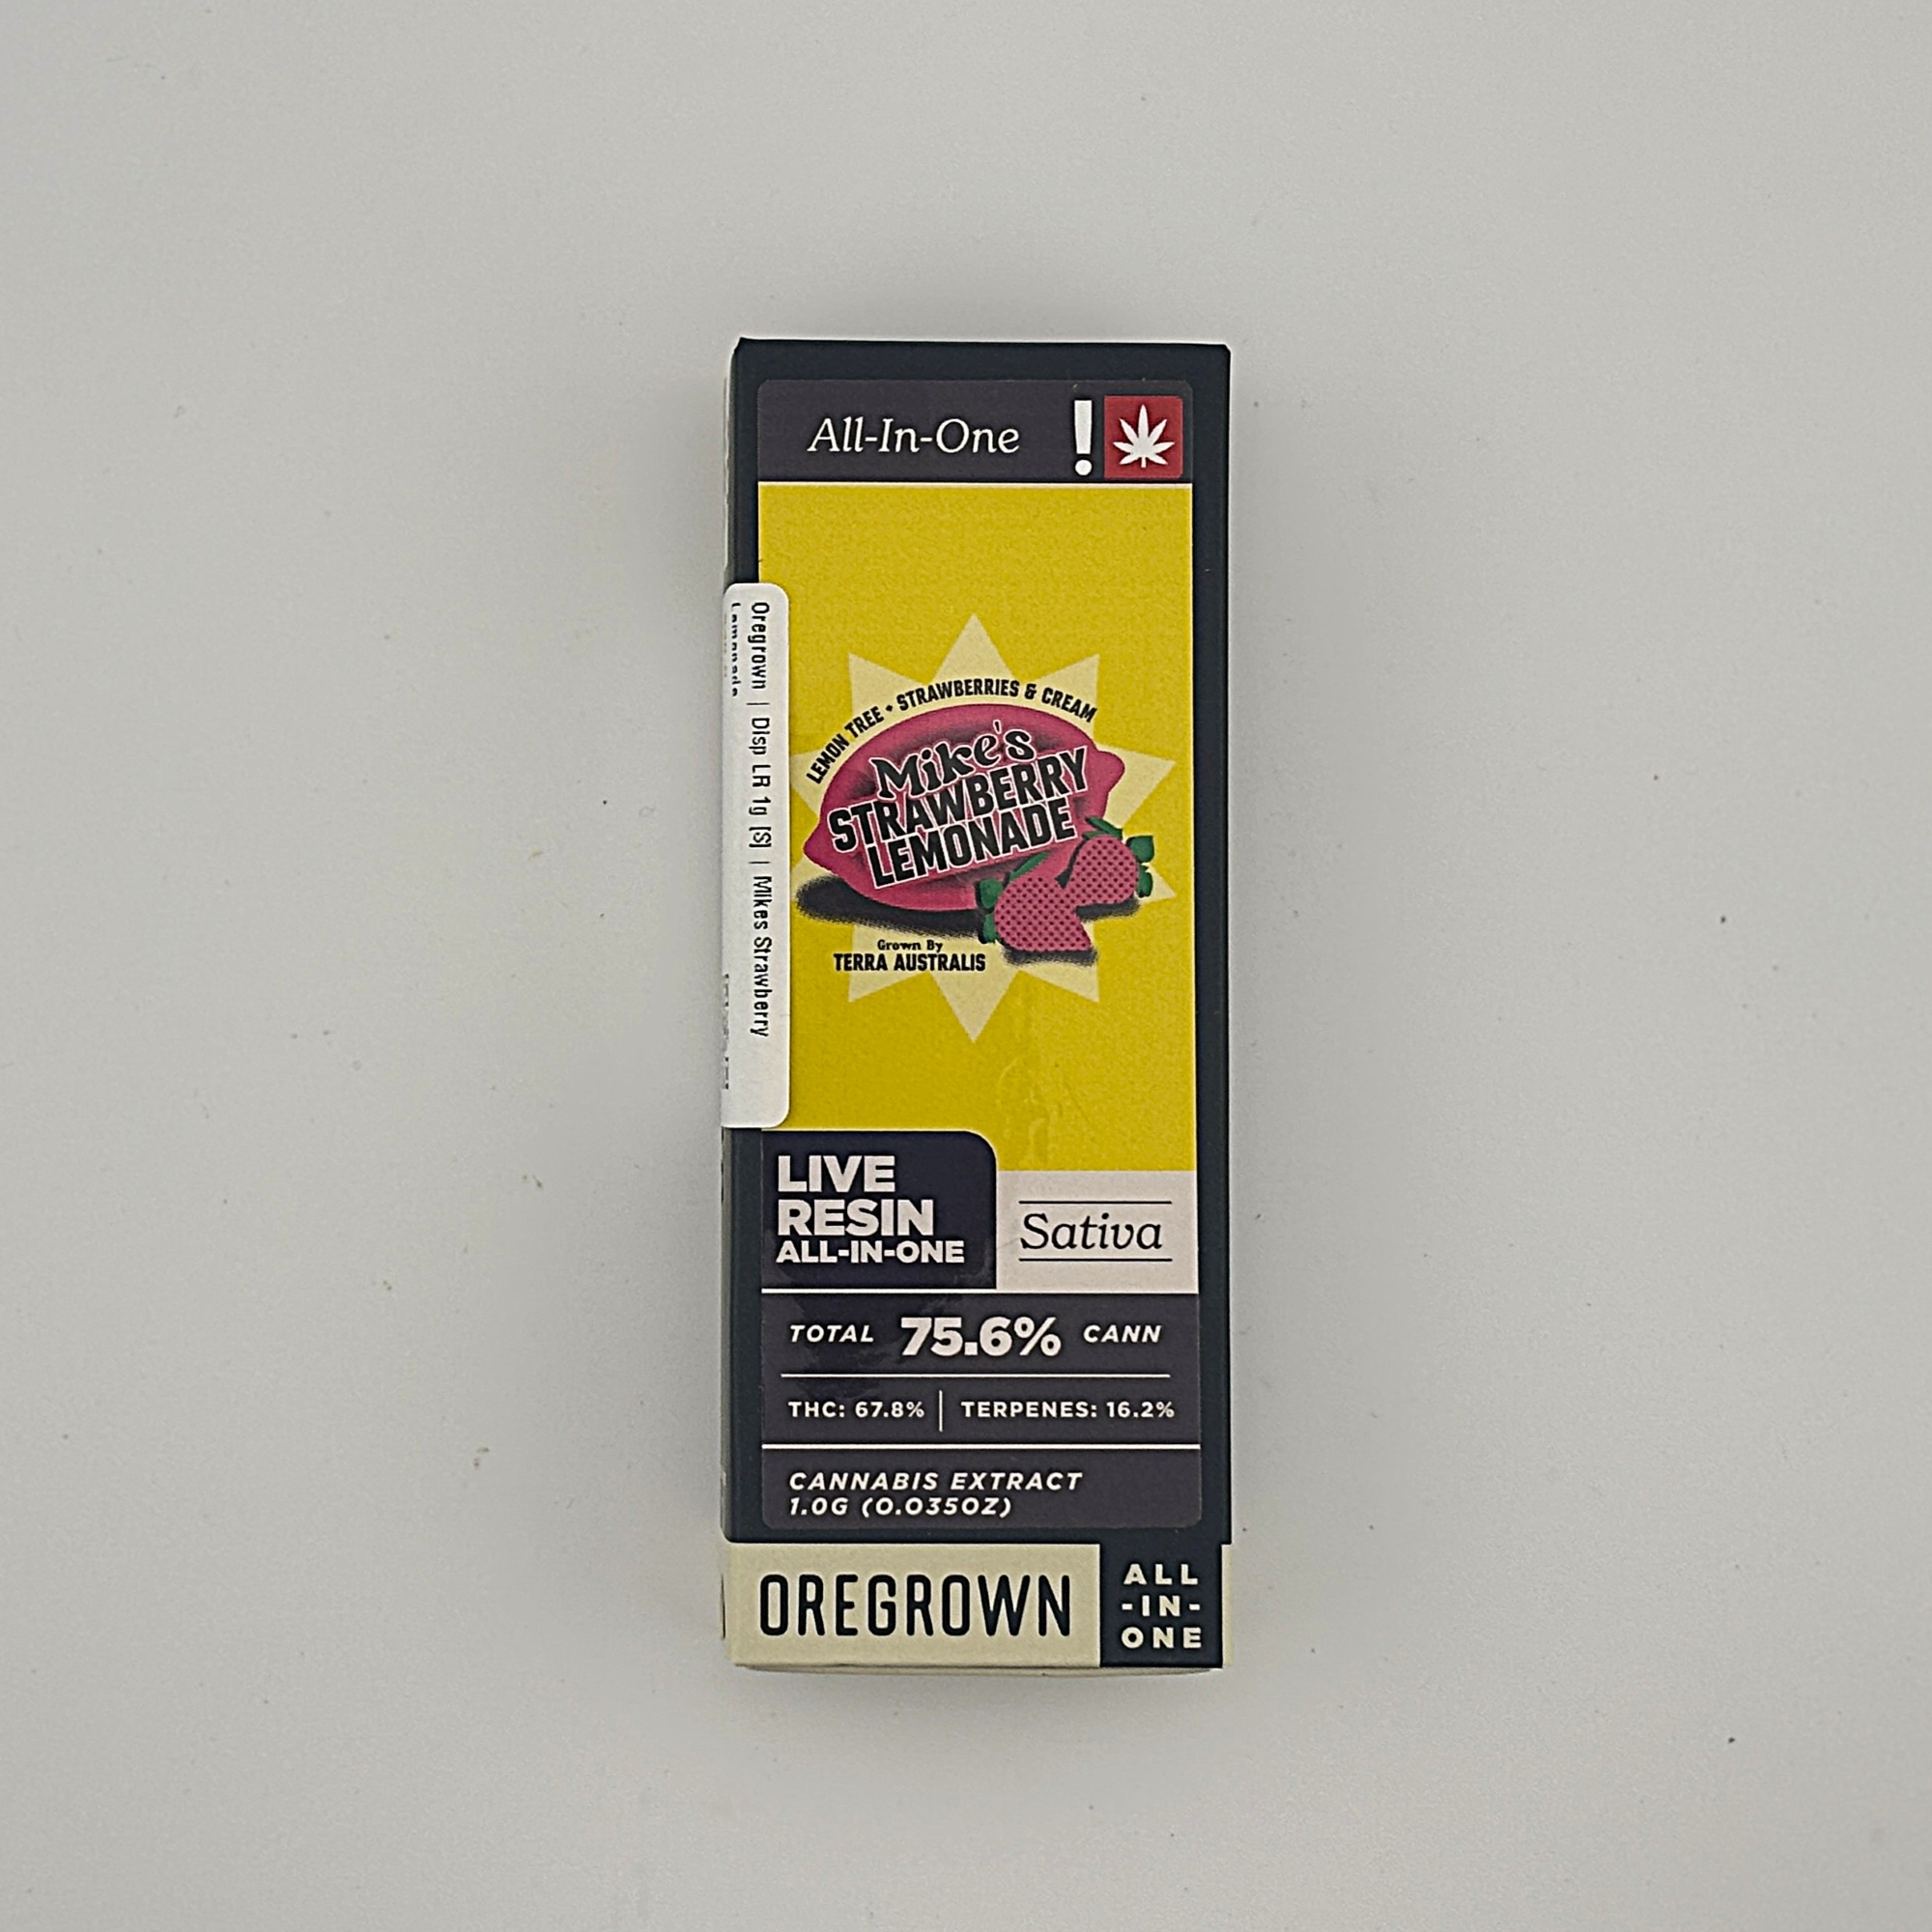 All-In-One !
LEMON TREE + STRAWBERRIES & CREAM
Mike's
STRAWBERRY
LEMONADE
Grown By
TERRA AUSTRALIS
Oregrown | Disp LR 1g [S] | Mikes Strawberry
Lemonade
LIVE
RESIN
ALL-IN-ONE
Sativa
TOTAL 75.6% CANN
THC: 67.8% | TERPENES: 16.2%
CANNABIS EXTRACT
1.0G (0.035OZ)
OREGROWN
ALL
-IN-
ONE